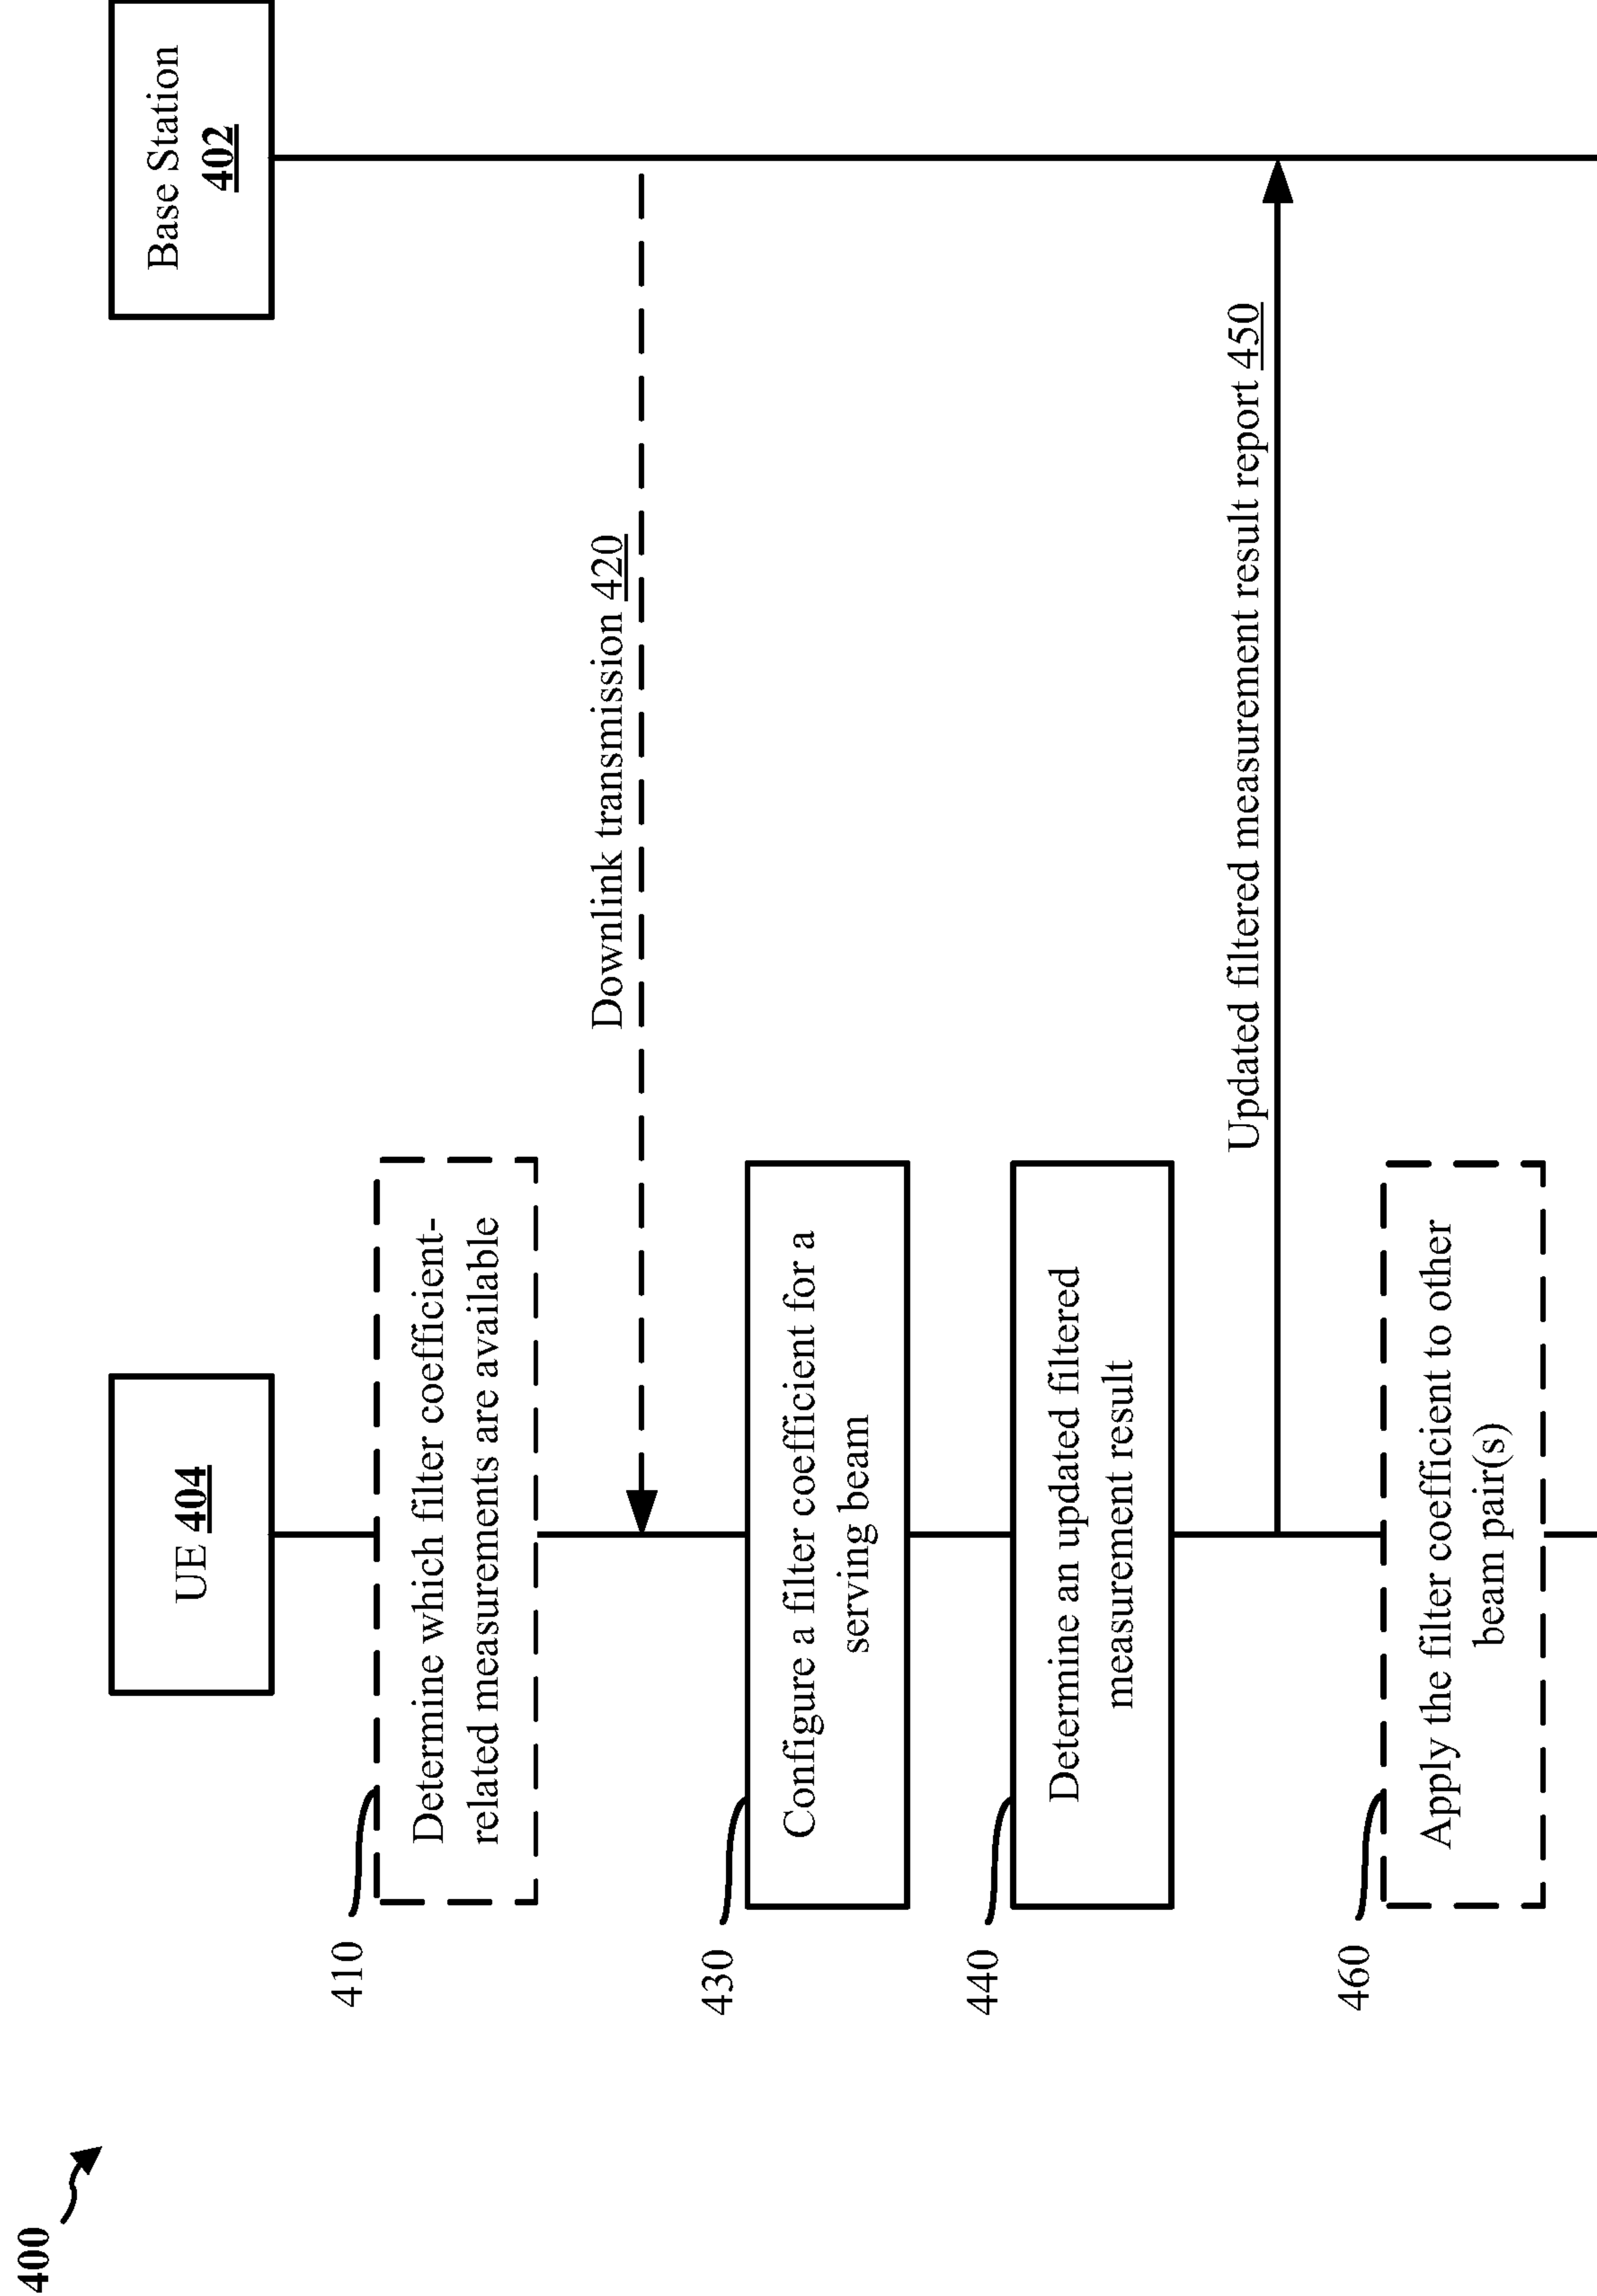 400
UE 404
Base Station
402
410
Determine which filter coefficient-
related measurements are available
Downlink transmission 420
430
Configure a filter coefficient for a
serving beam
440
Determine an updated filtered
measurement result
Updated filtered measurement result report 450
460
Apply the filter coefficient to other
beam pair(s)